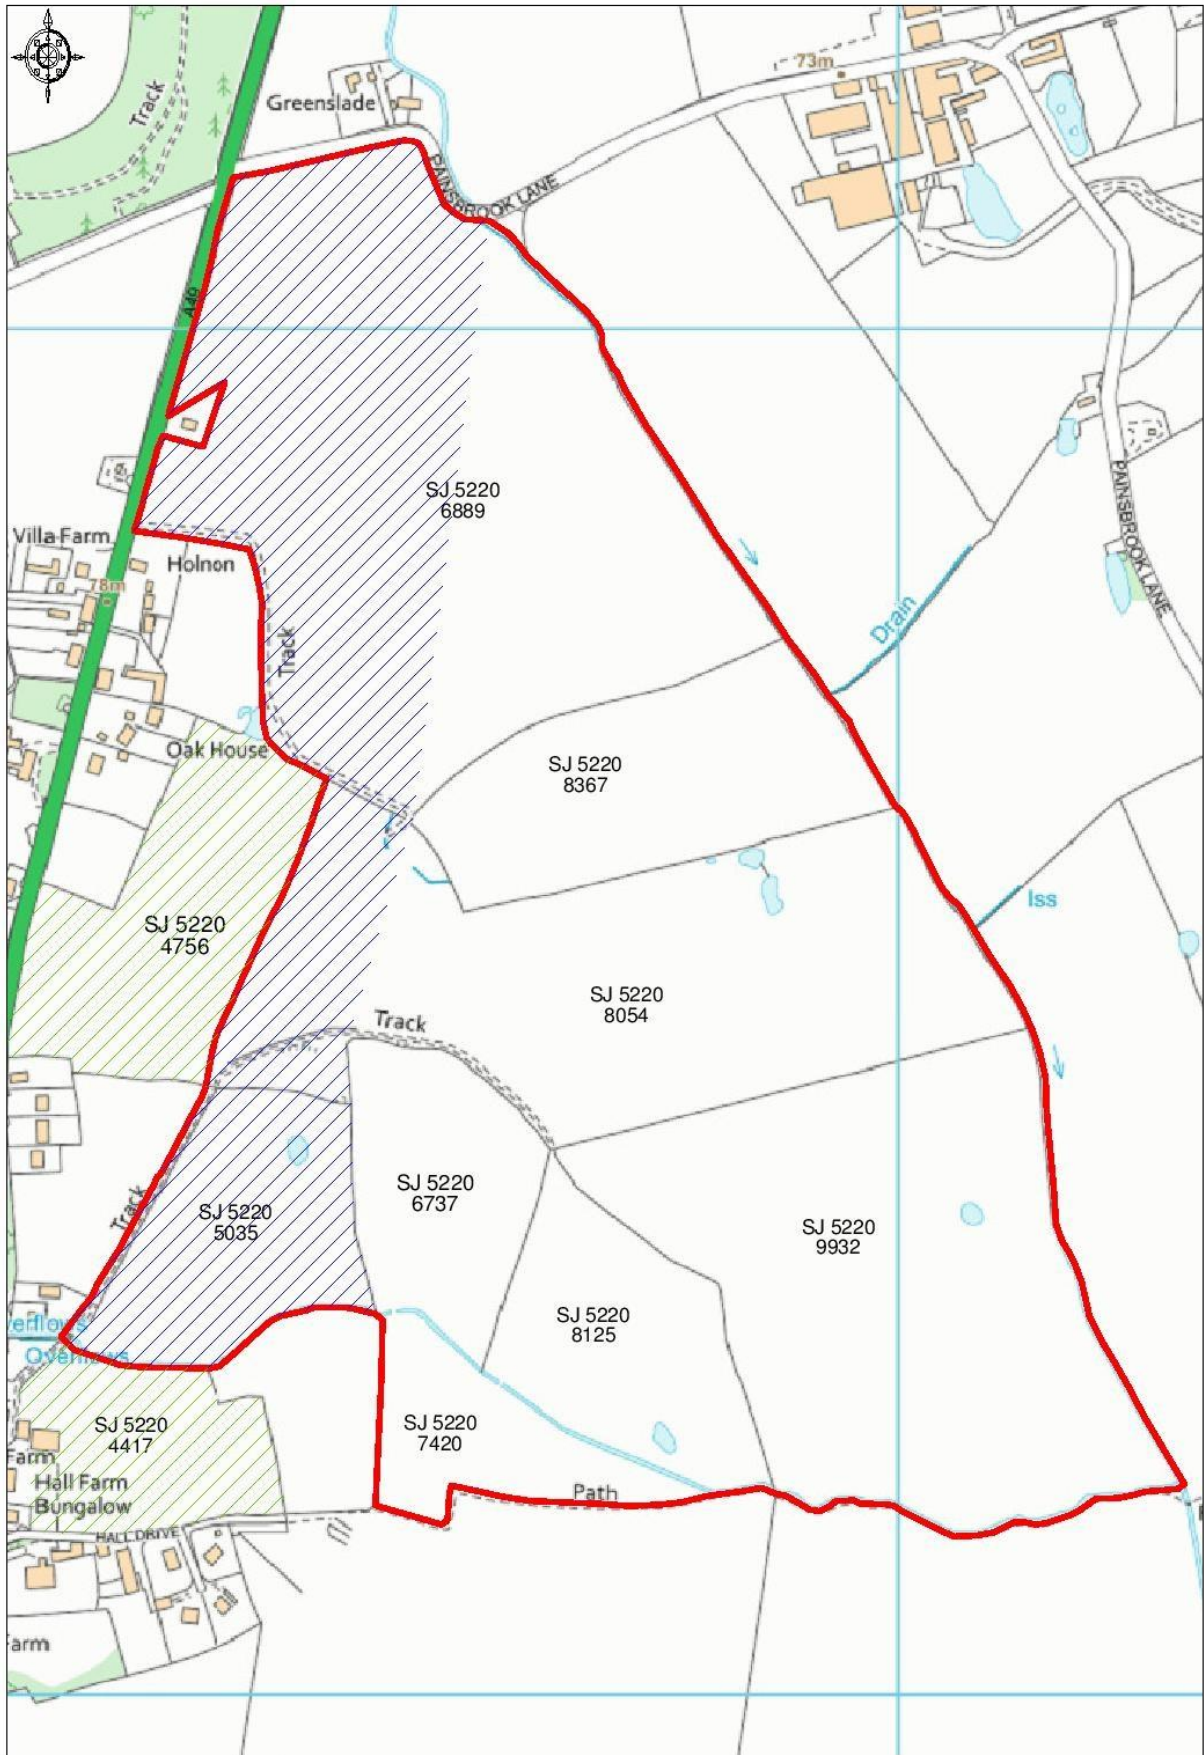 73m
Track
Greenslade
PAINSBROOK LANE
A49
SJ 5220
6889
Villa Farm
Holnon
78m
PAINSBROOK LANE
Drain
Track
Oak House
SJ 5220
8367
SJ 5220
4756
Iss
SJ 5220
8054
Track
SJ 5220
6737
Track
SJ 5220
5035
SJ 5220
9932
SJ 5220
8125
erflows
Overflows
SJ 5220
4417
SJ 5220
7420
Farm
Hall Farm
Bungalow
Path
HALL DRIVE
arm